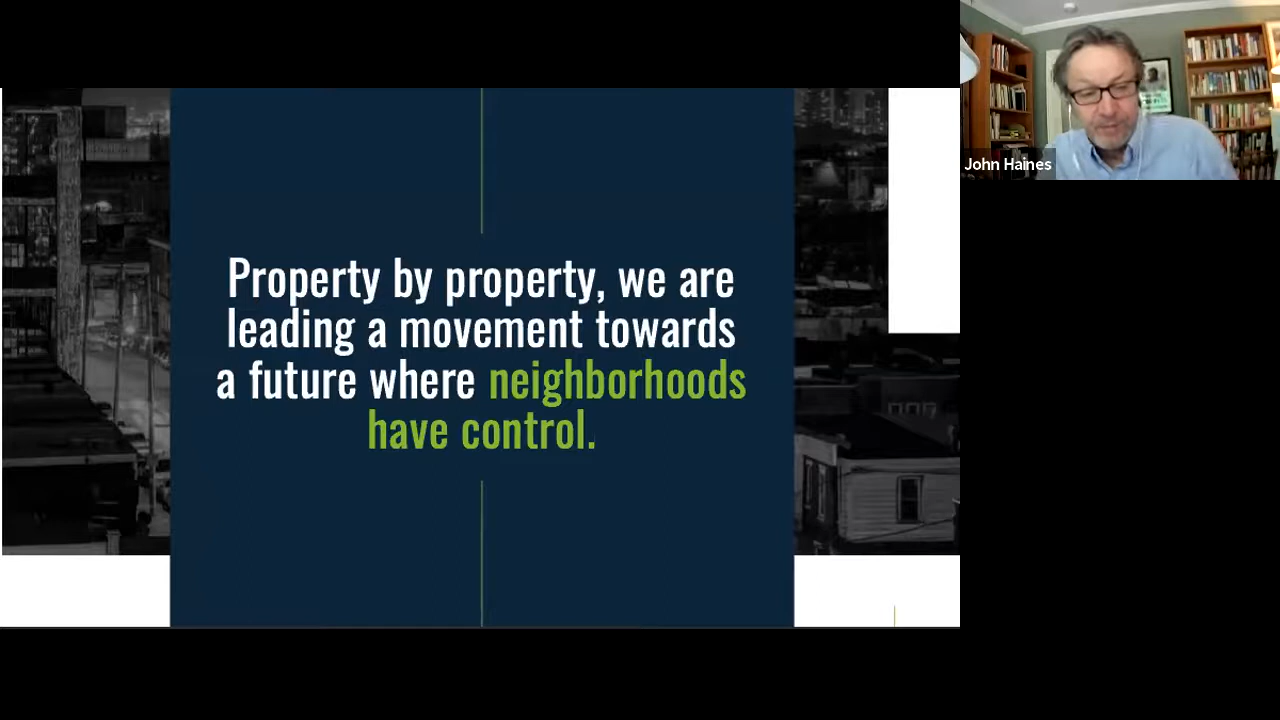 Property by property, we are
leading a movement towards
a future where neighborhoods
have control.
John Haines